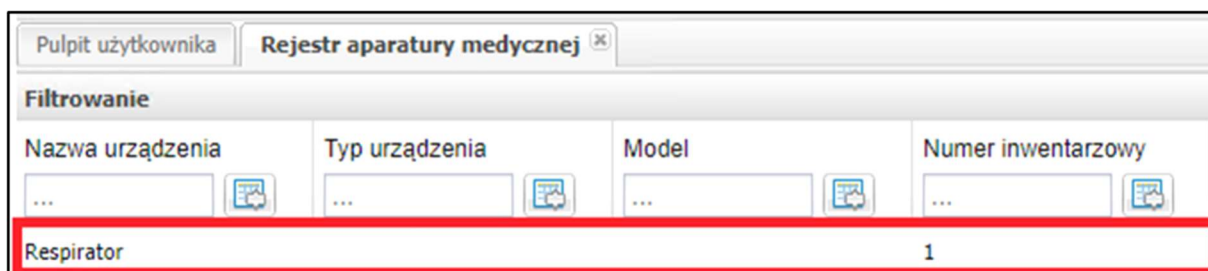 Pulpit użytkownika Rejestr aparatury medycznej
Filtrowanie
Nazwa urządzenia Typ urządzenia Model Numer inwentarzowy
... ... ... ...
Respirator 1